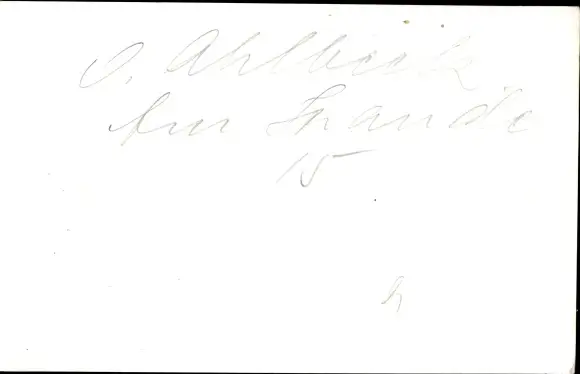 O. Ahlbeck
Am Strande
15
h